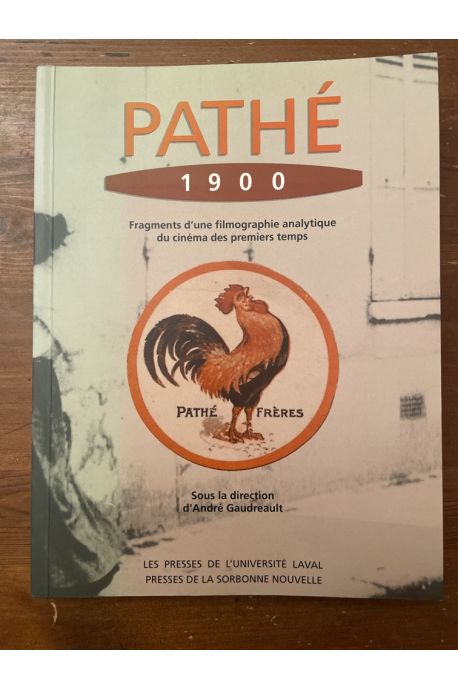 PATHÉ
1900
Fragments d'une filmographie analytique
du cinéma des premiers temps
PATHÉ FRÈRES
Sous la direction
d'André Gaudreault
LES PRESSES DE L'UNIVERSITÉ LAVAL
PRESSES DE LA SORBONNE NOUVELLE